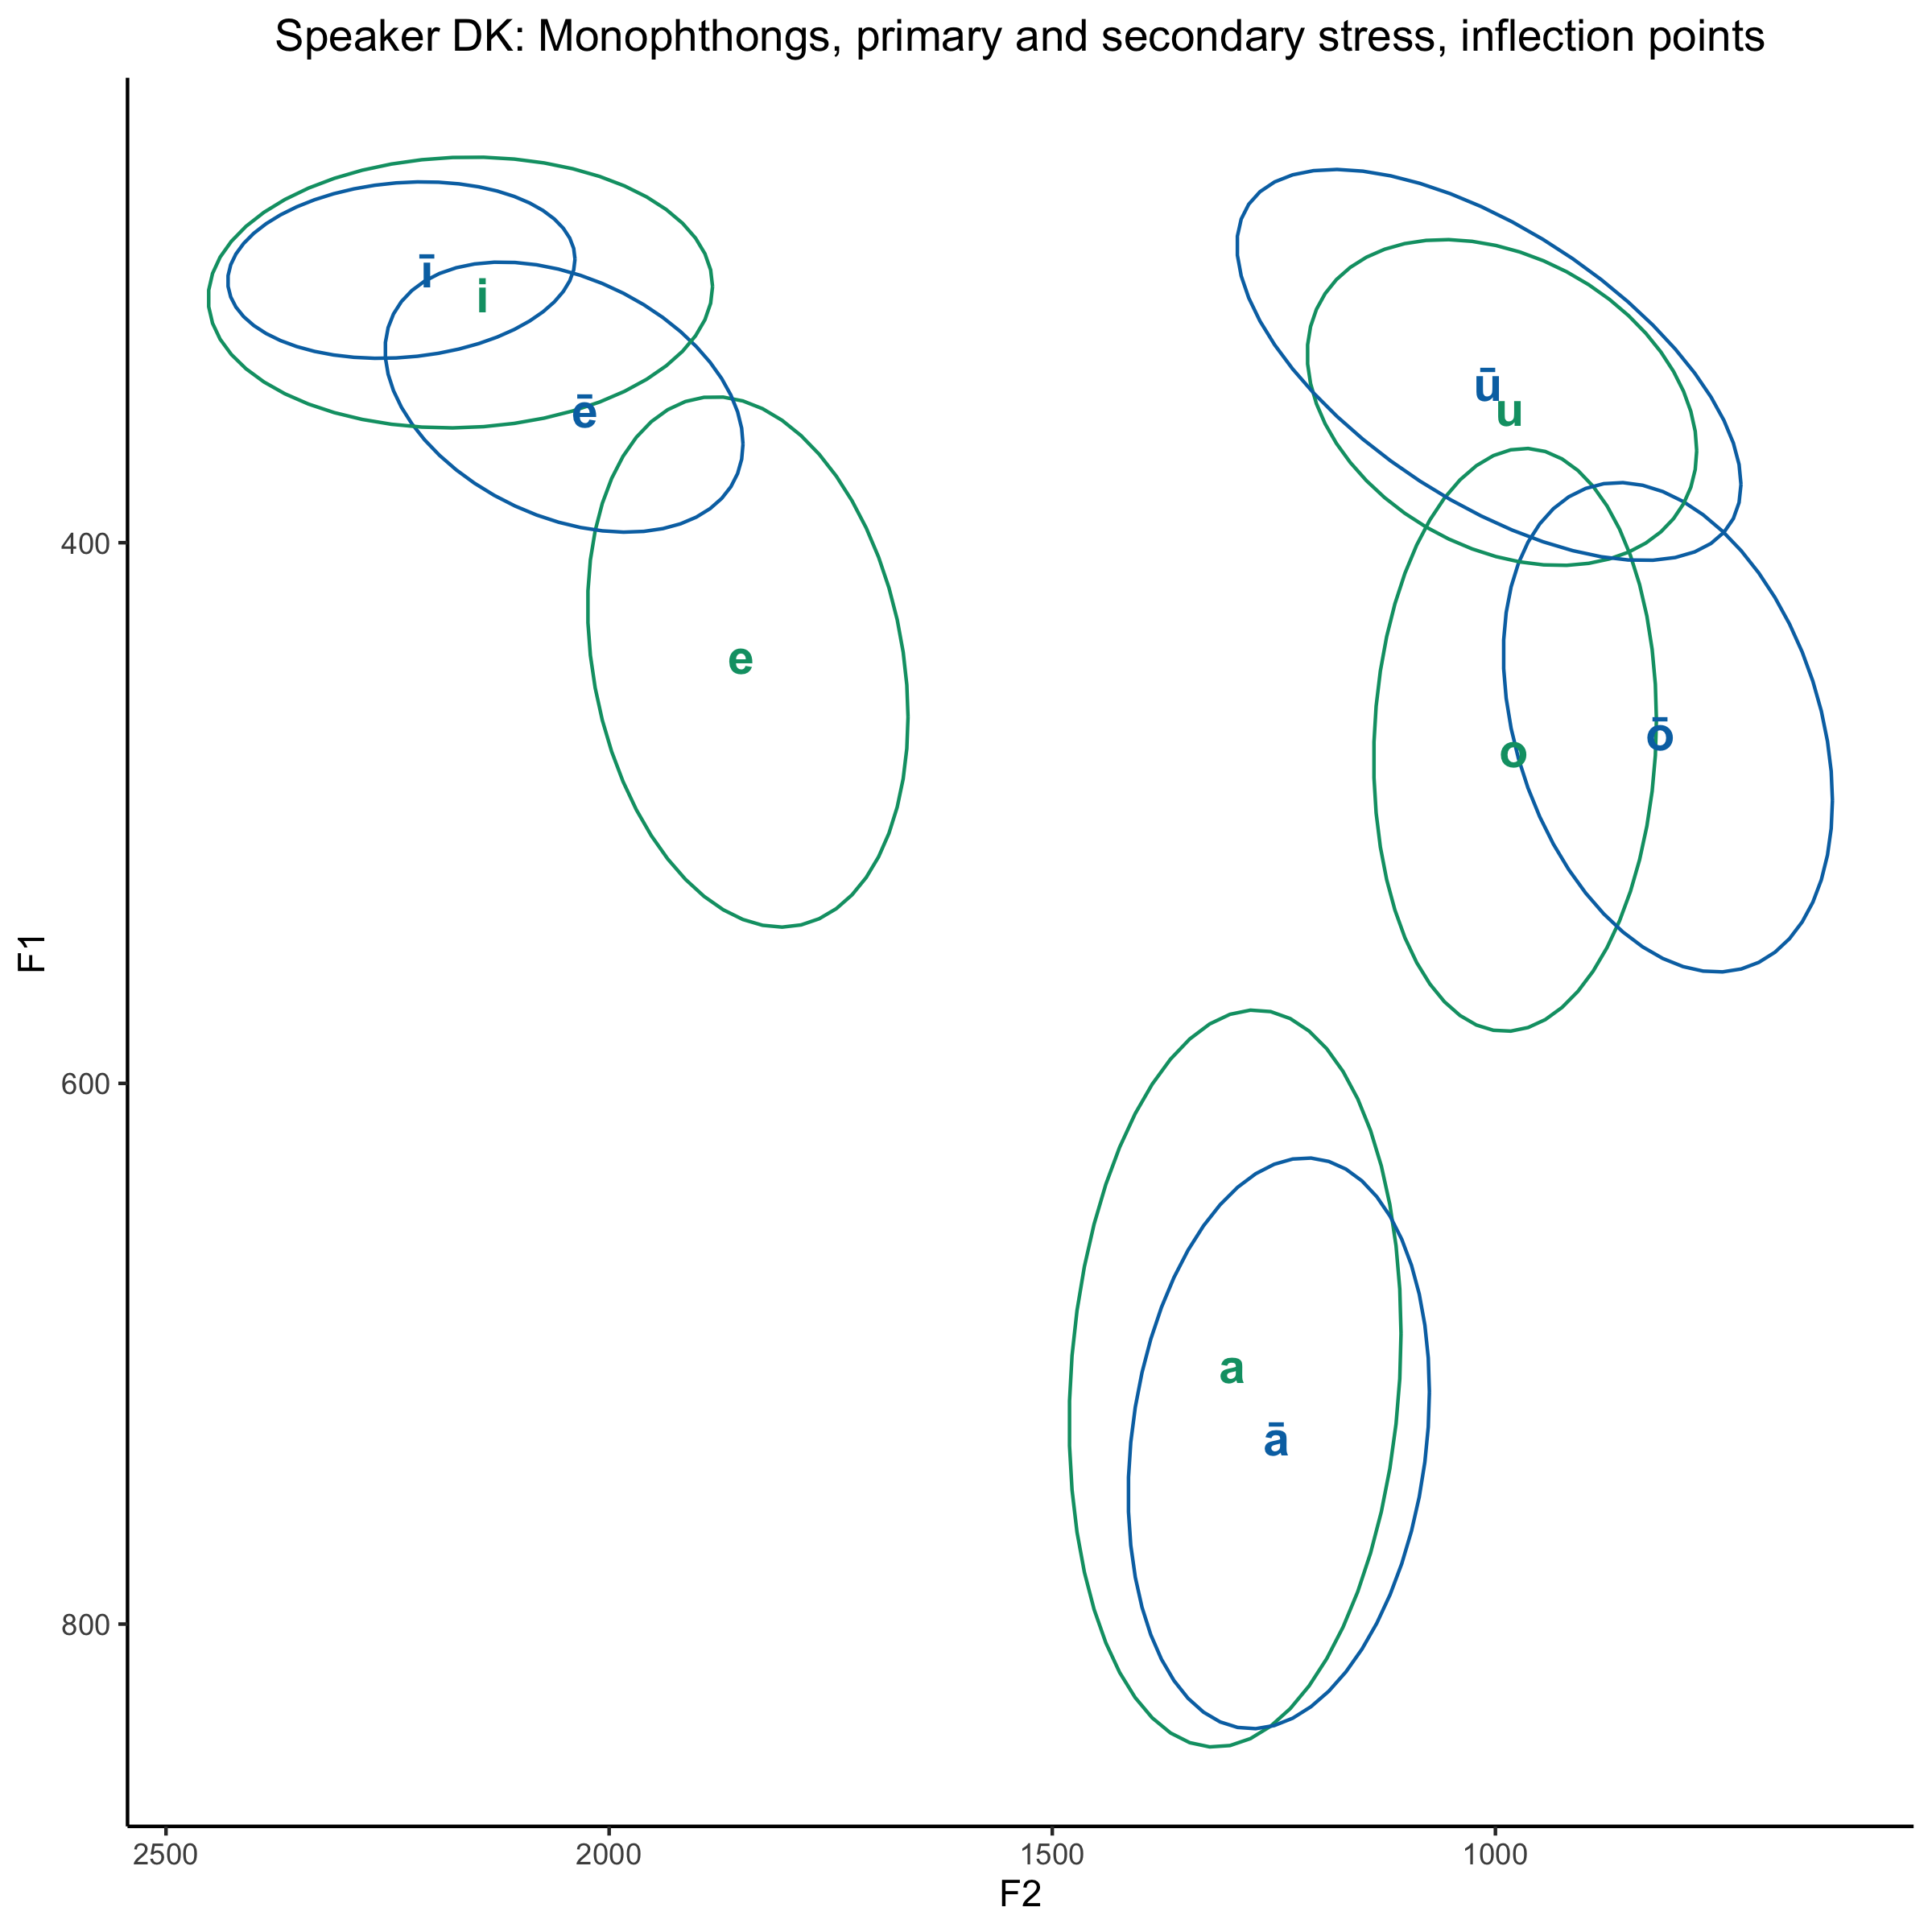 Speaker DK: Monophthongs, primary and secondary stress, inflection points
ī
i
ē
ū
u
e
ō
o
a
ā
400
600
800
F1
2500
2000
1500
1000
F2